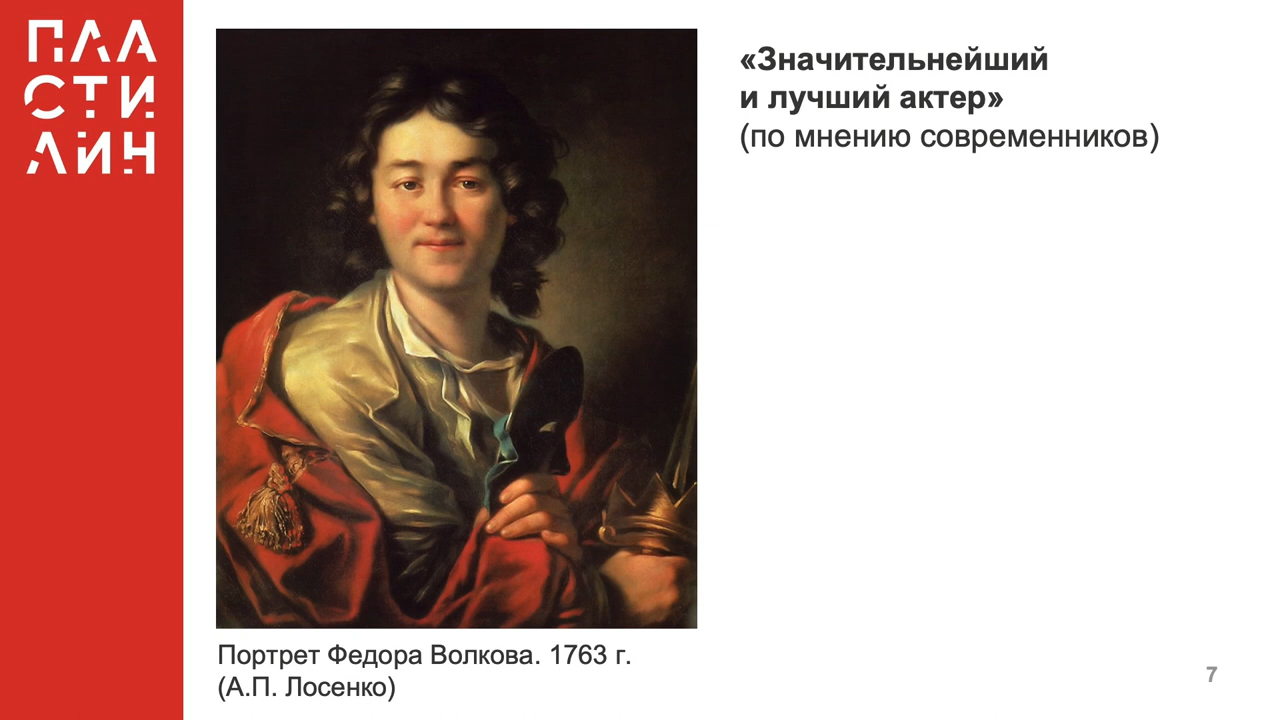 ПЛА
СТИ
ЛИН
«Значительнейший
и лучший актер»
(по мнению современников)
Портрет Федора Волкова. 1763 г.
(А.П. Лосенко)
7